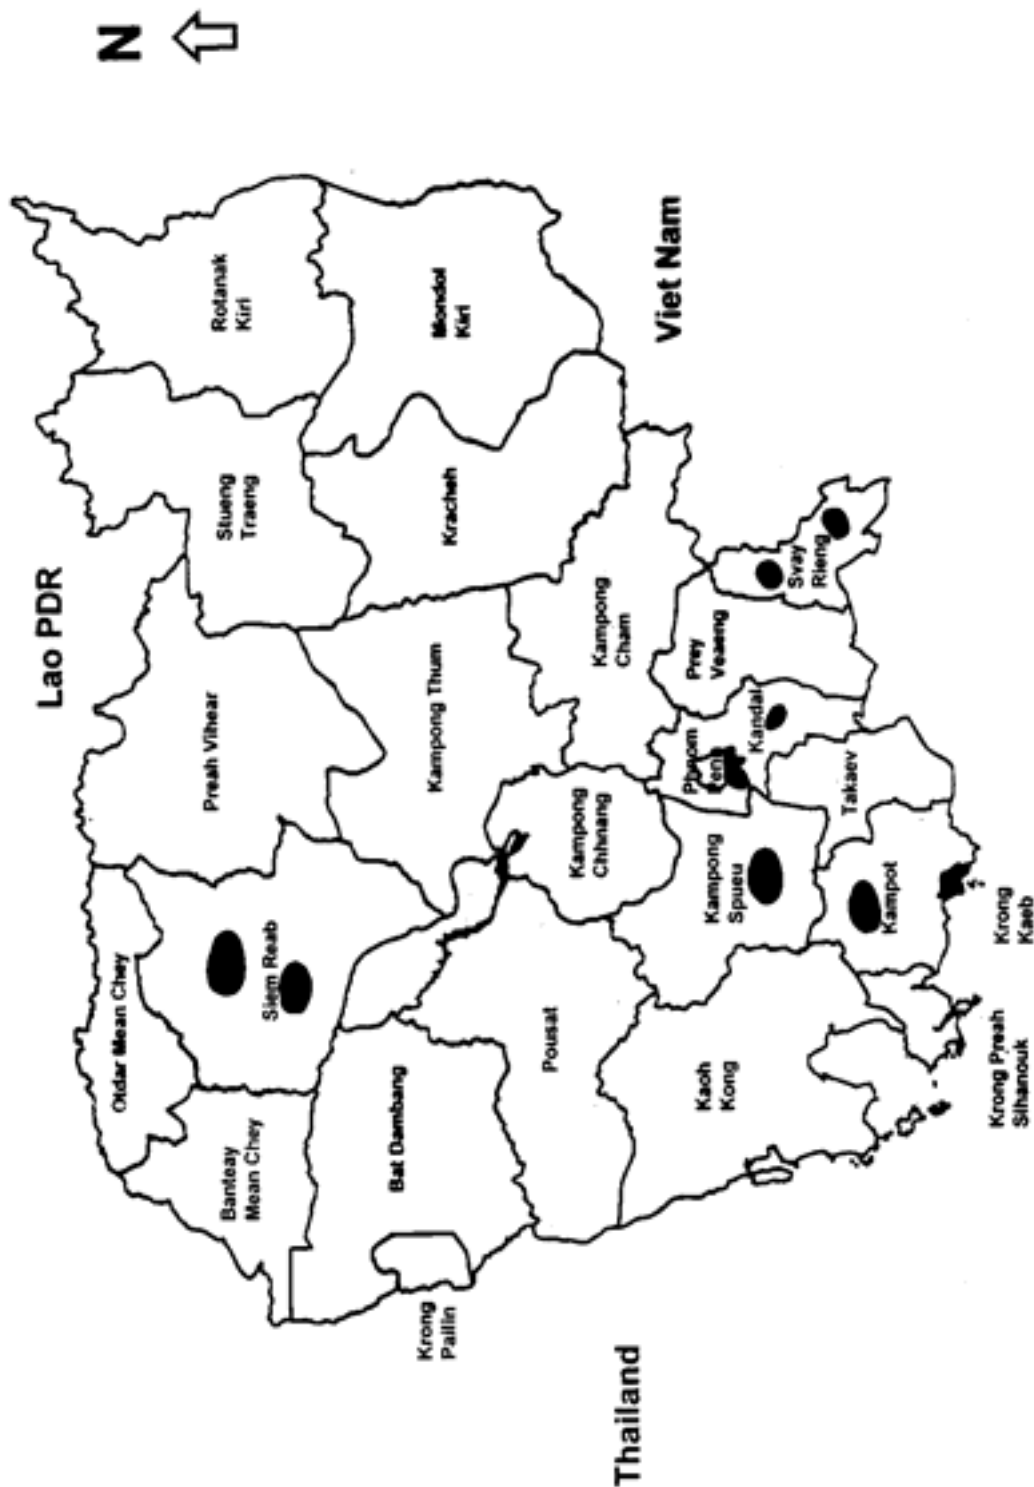 N
Lao PDR
Rotanak
Kiri
Stueng
Traeng
Preah Vihear
Otdar Mean Chey
Banteay
Mean Chey
Siem Reab
Mondol
Kiri
Kracheh
Kampong Thum
Bat Dambang
Krong
Pailin
Pousat
Kampong
Chhnang
Kampong
Cham
Viet Nam
Prey
Veaeng
Svay
Rieng
Phnom
Penh
Kandal
Kampong
Spueu
Kaoh
Kong
Takaev
Kampot
Thailand
Krong
Kaeb
Krong Preah
Sihanouk